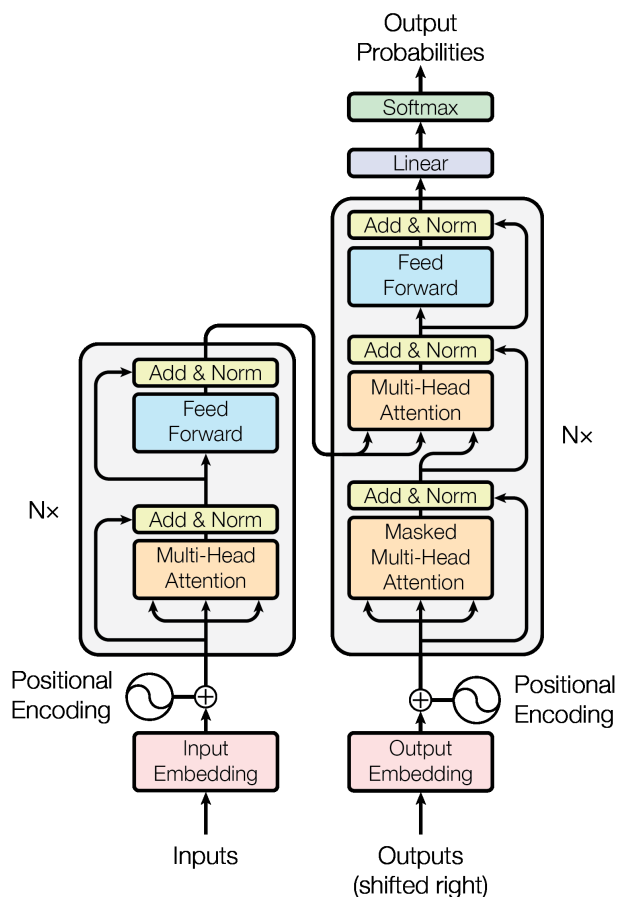 Output
Probabilities
Softmax
Linear
Add & Norm
Feed
Forward
Add & Norm
Multi-Head
Attention
Nx
Add & Norm
Masked
Multi-Head
Attention
Add & Norm
Feed
Forward
Nx
Add & Norm
Multi-Head
Attention
Positional
Encoding
Positional
Encoding
Input
Embedding
Output
Embedding
Inputs
Outputs
(shifted right)